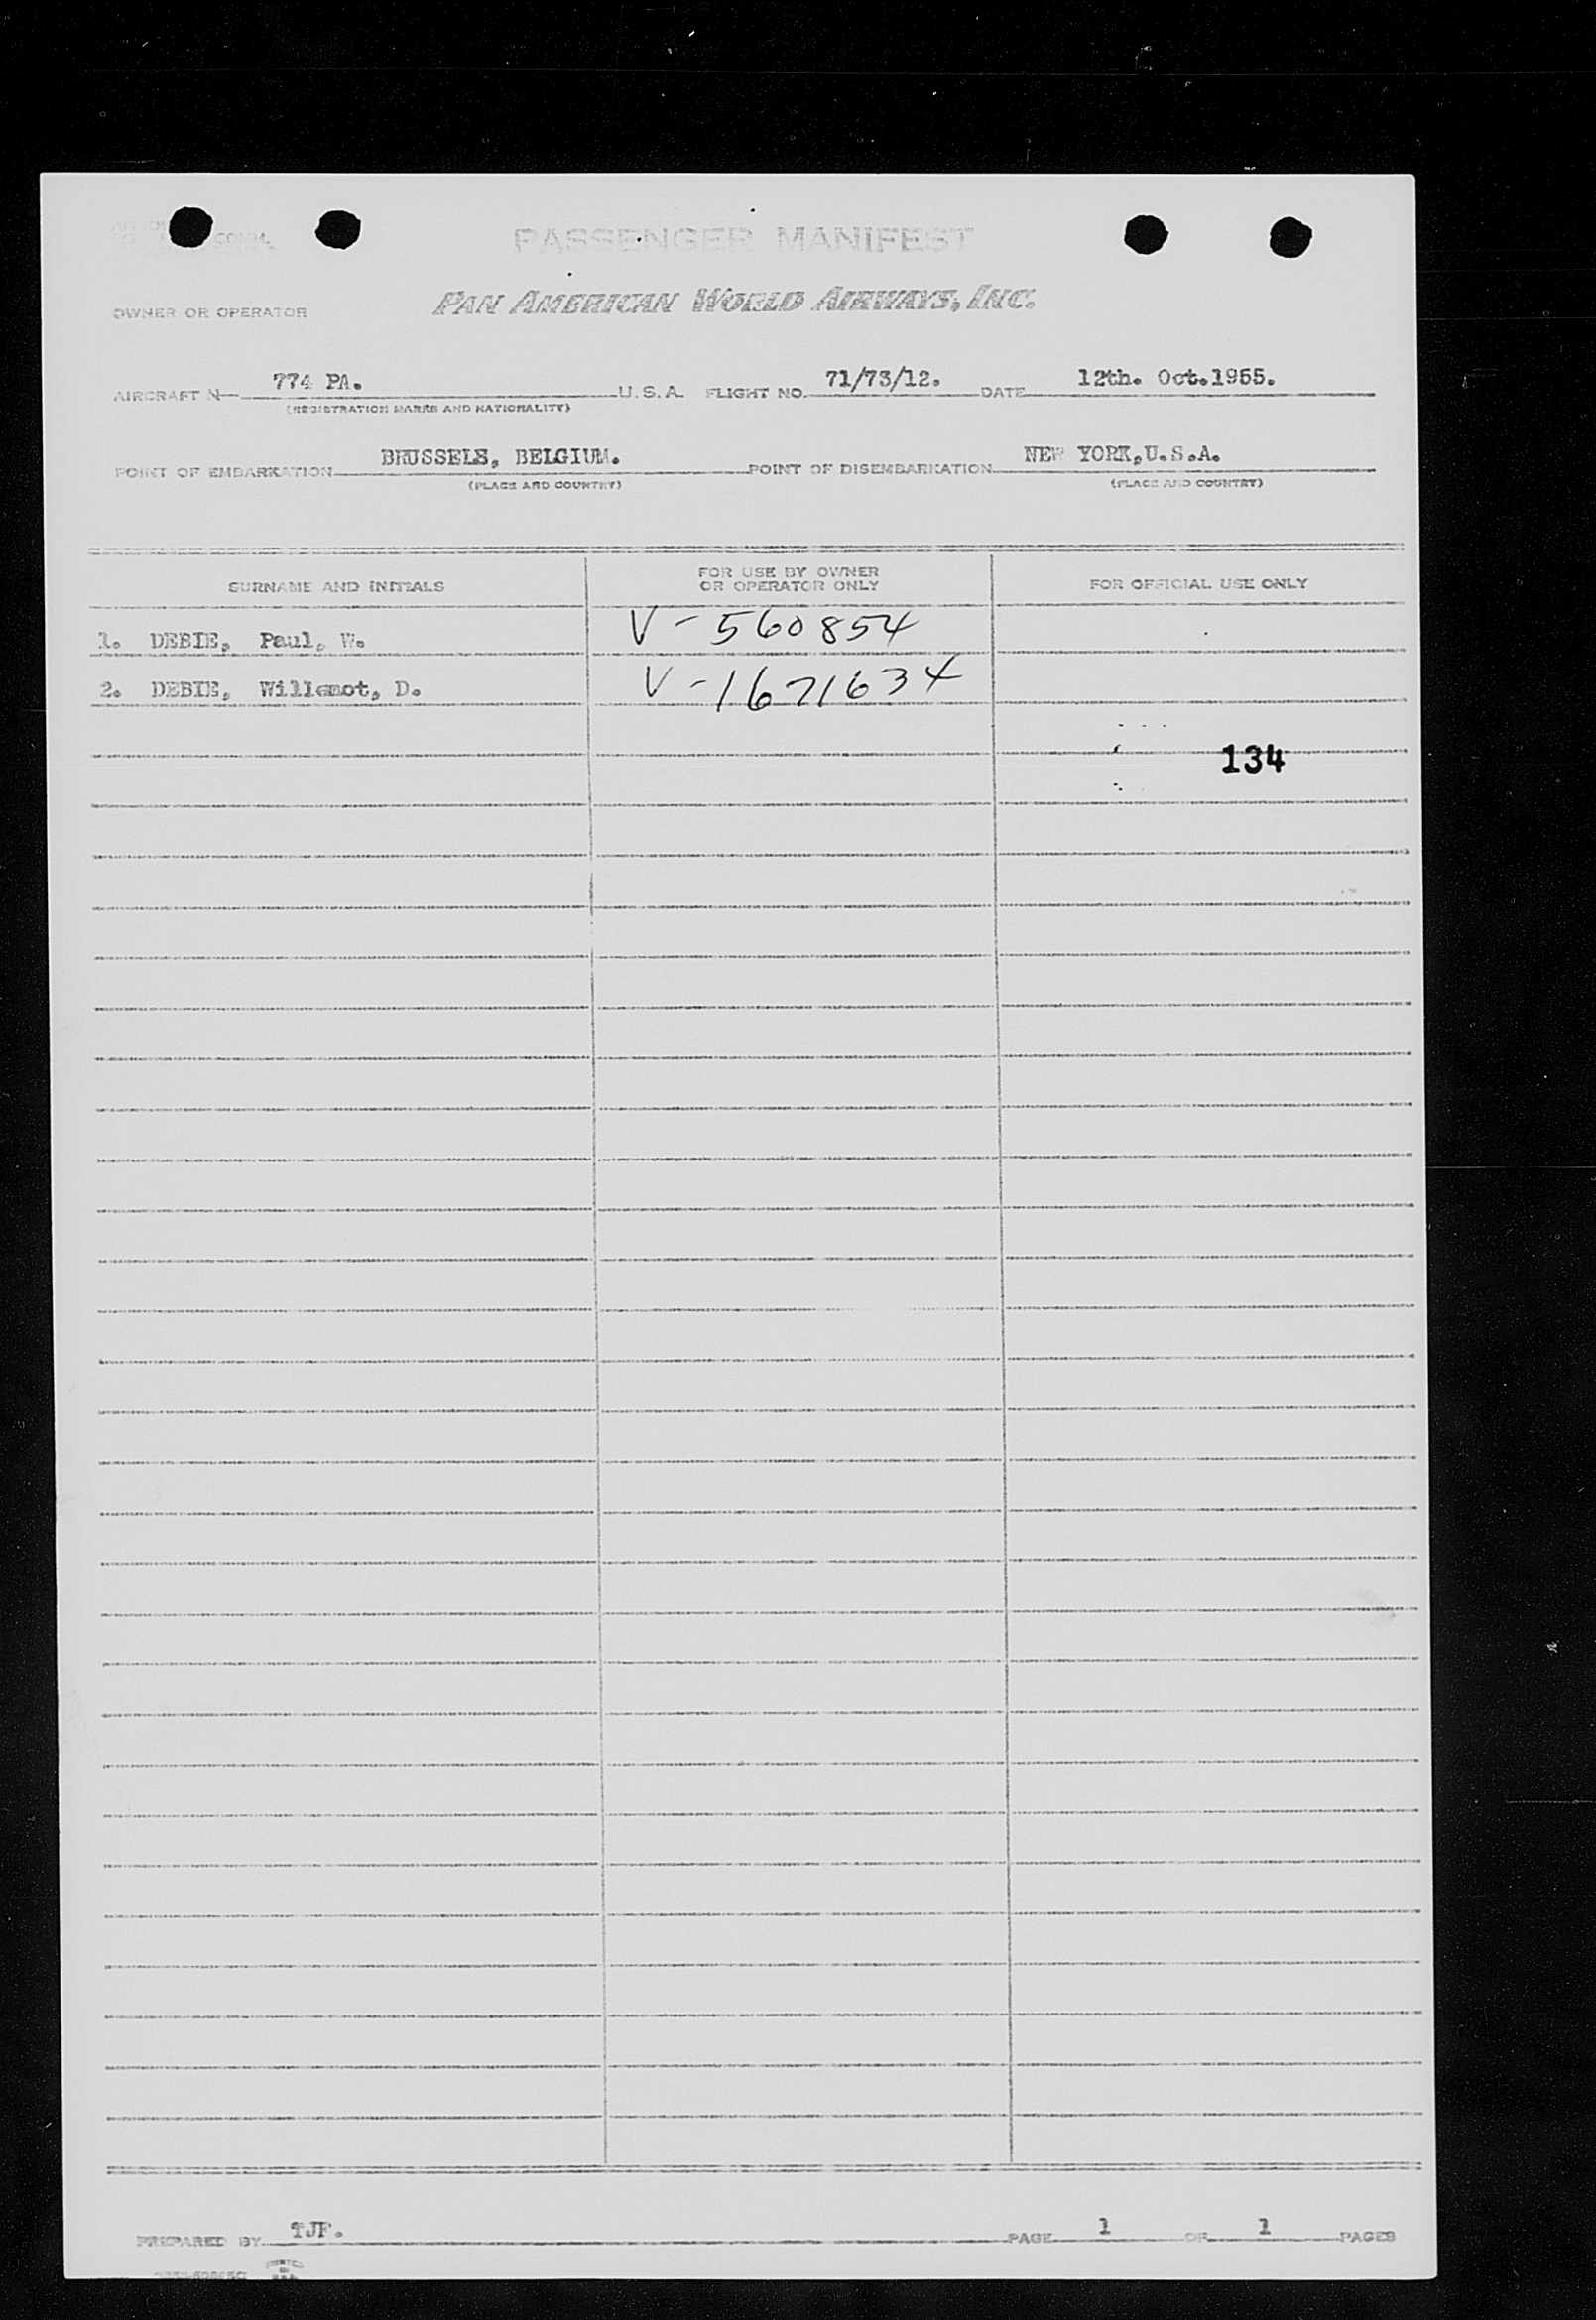 PASSENGER MANIFEST
OWNER OR OPERATOR PAN AMERICAN WORLD AIRWAYS, INC.
AIRCRAFT N 774 PA. U.S.A. FLIGHT NO. 71/73/12. DATE 12th. Oct.1955.
(REGISTRATION MARKS AND NATIONALITY)
POINT OF EMBARKATION BRUSSELS, BELGIUM. POINT OF DISEMBARKATION NEW YORK,U.S.A.
(PLACE AND COUNTRY) (PLACE AND COUNTRY)
SURNAME AND INITIALS FOR USE BY OWNER OR OPERATOR ONLY FOR OFFICIAL USE ONLY
1. DEBIE, Paul, W. V-560854
2. DEBIE, Willemot, D. V-1671634
134
PREPARED BY TJF. PAGE 1 OF 1 PAGES